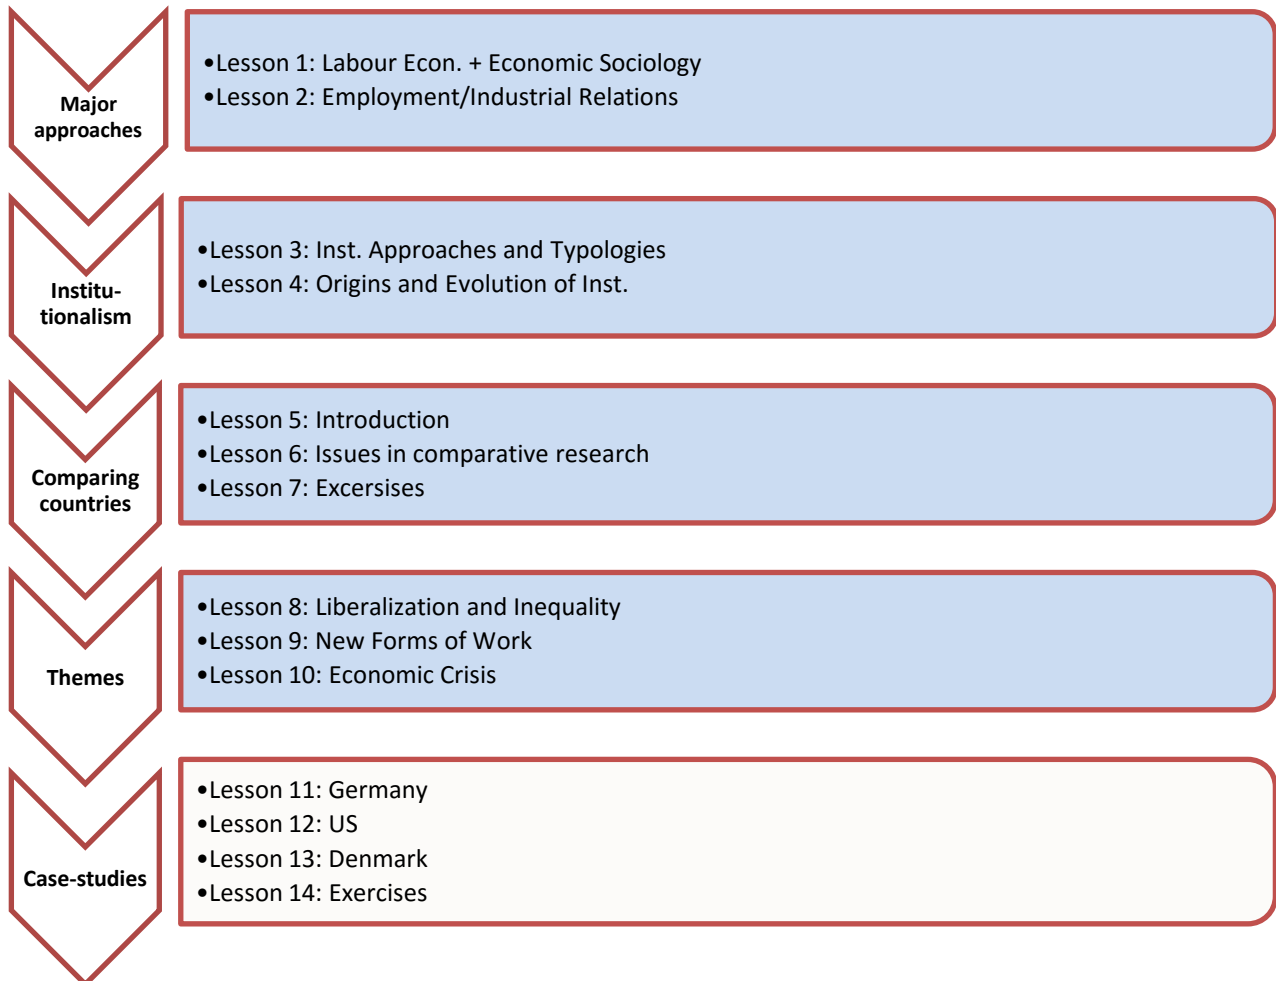 Major
approaches
•Lesson 1: Labour Econ. + Economic Sociology
•Lesson 2: Employment/Industrial Relations
Institu-
tionalism
•Lesson 3: Inst. Approaches and Typologies
•Lesson 4: Origins and Evolution of Inst.
Comparing
countries
•Lesson 5: Introduction
•Lesson 6: Issues in comparative research
•Lesson 7: Excersises
Themes
•Lesson 8: Liberalization and Inequality
•Lesson 9: New Forms of Work
•Lesson 10: Economic Crisis
Case-studies
•Lesson 11: Germany
•Lesson 12: US
•Lesson 13: Denmark
•Lesson 14: Exercises